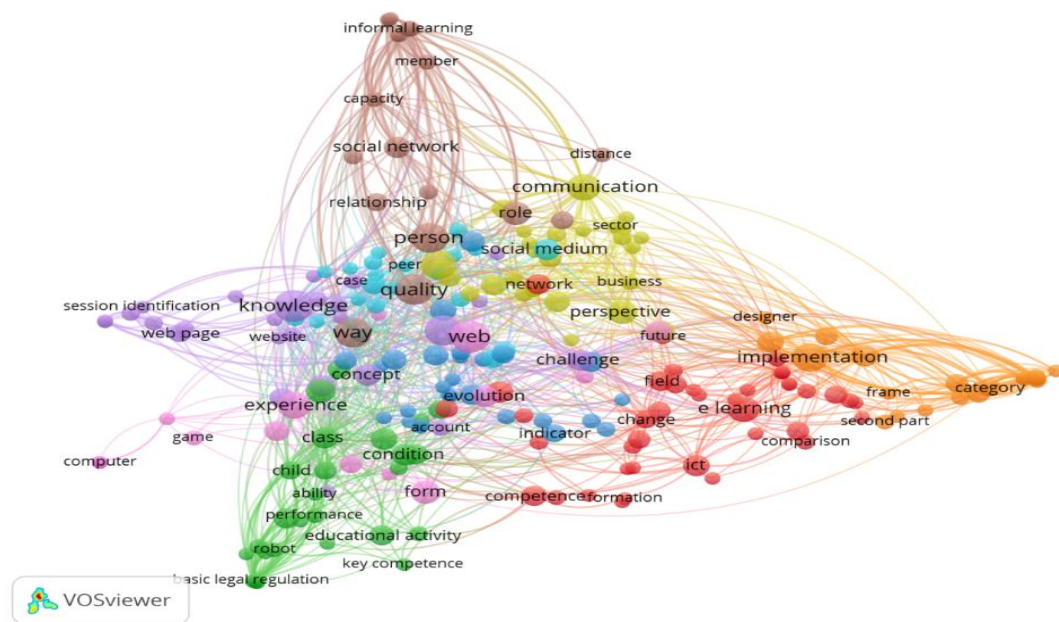 informal learning
member
capacity
social network
distance
communication
relationship
role
sector
person
social medium
peer
case
quality
network
business
session identification
knowledge
perspective
designer
web page
website
way
web
future
challenge
implementation
concept
field
frame
category
experience
evolution
e learning
change
second part
account
indicator
game
class
comparison
condition
computer
child
ict
ability
form
competence
formation
performance
educational activity
robot
key competence
basic legal regulation
VOSviewer